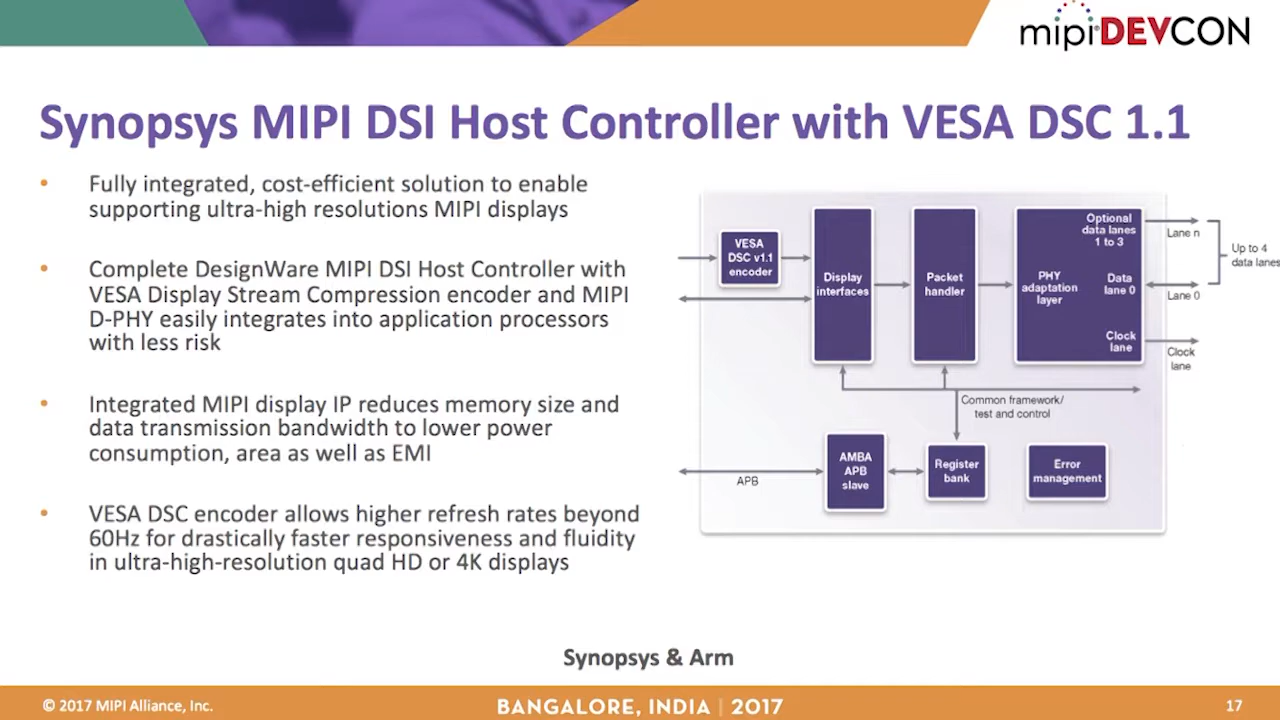 mipi DEVCON
Synopsys MIPI DSI Host Controller with VESA DSC 1.1
• Fully integrated, cost-efficient solution to enable
supporting ultra-high resolutions MIPI displays
• Complete DesignWare MIPI DSI Host Controller with
VESA Display Stream Compression encoder and MIPI
D-PHY easily integrates into application processors
with less risk
• Integrated MIPI display IP reduces memory size and
data transmission bandwidth to lower power
consumption, area as well as EMI
• VESA DSC encoder allows higher refresh rates beyond
60Hz for drastically faster responsiveness and fluidity
in ultra-high-resolution quad HD or 4K displays
VESA
DSC v1.1
encoder
Display
interfaces
Packet
handler
PHY
adaptation
layer
Optional
data lanes
1 to 3
Data
lane 0
Clock
lane
Lane n
Lane 0
Clock
lane
Up to 4
data lanes
Common framework/
test and control
APB
AMBA
APB
slave
Register
bank
Error
management
Synopsys & Arm
© 2017 MIPI Alliance, Inc.
BANGALORE, INDIA | 2017
17